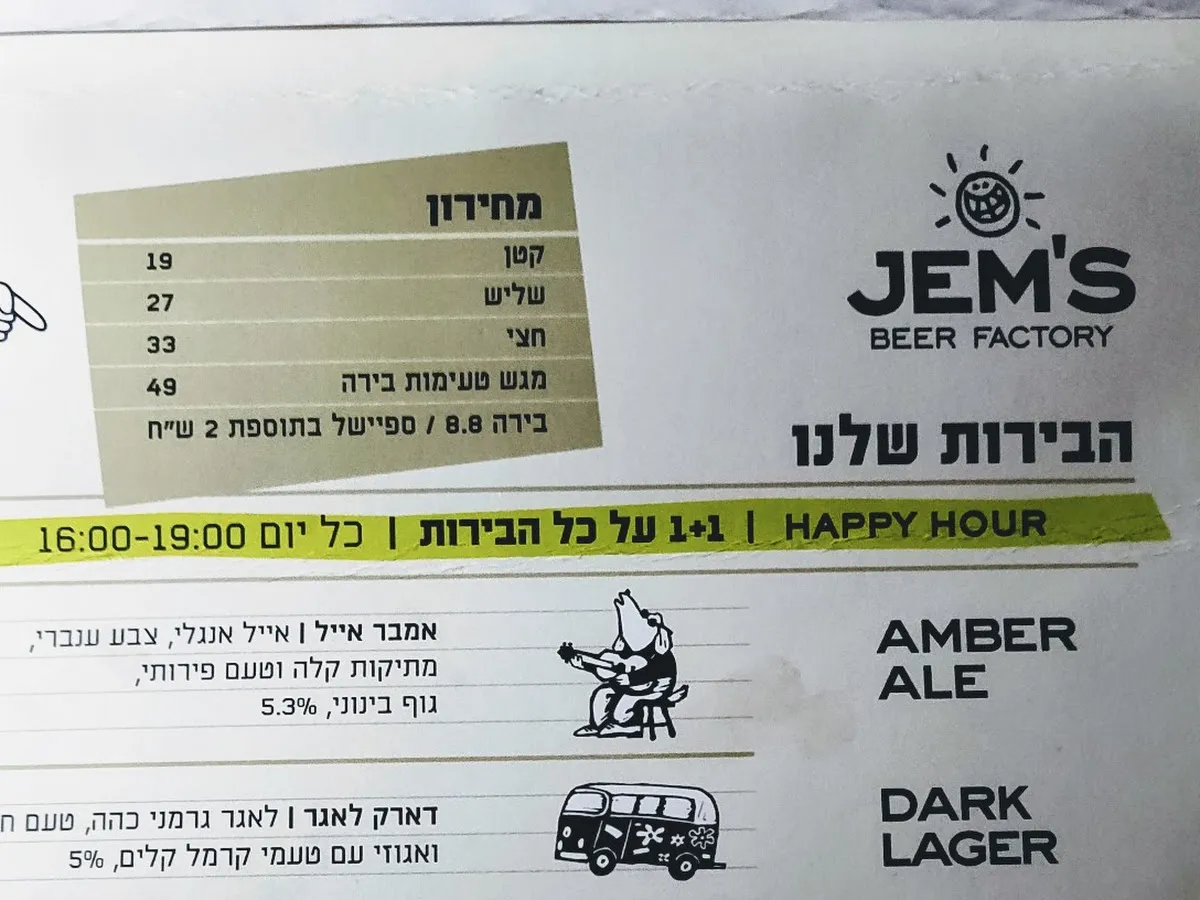 JEM'S
BEER FACTORY
הבירות שלנו
מחירון
קטן 19
שליש 27
חצי 33
מגש טעימות בירה 49
בירה 8.8 / ספיישל בתוספת 2 ש"ח
HAPPY HOUR | 1+1 על כל הבירות | כל יום 16:00-19:00
AMBER
ALE
אמבר אייל | אייל אנגלי, צבע ענברי,
מתיקות קלה וטעם פירותי,
גוף בינוני, 5.3%
DARK
LAGER
דארק לאגר | לאגר גרמני כהה, טעם
ואגוזי עם טעמי קרמל קלים, 5%